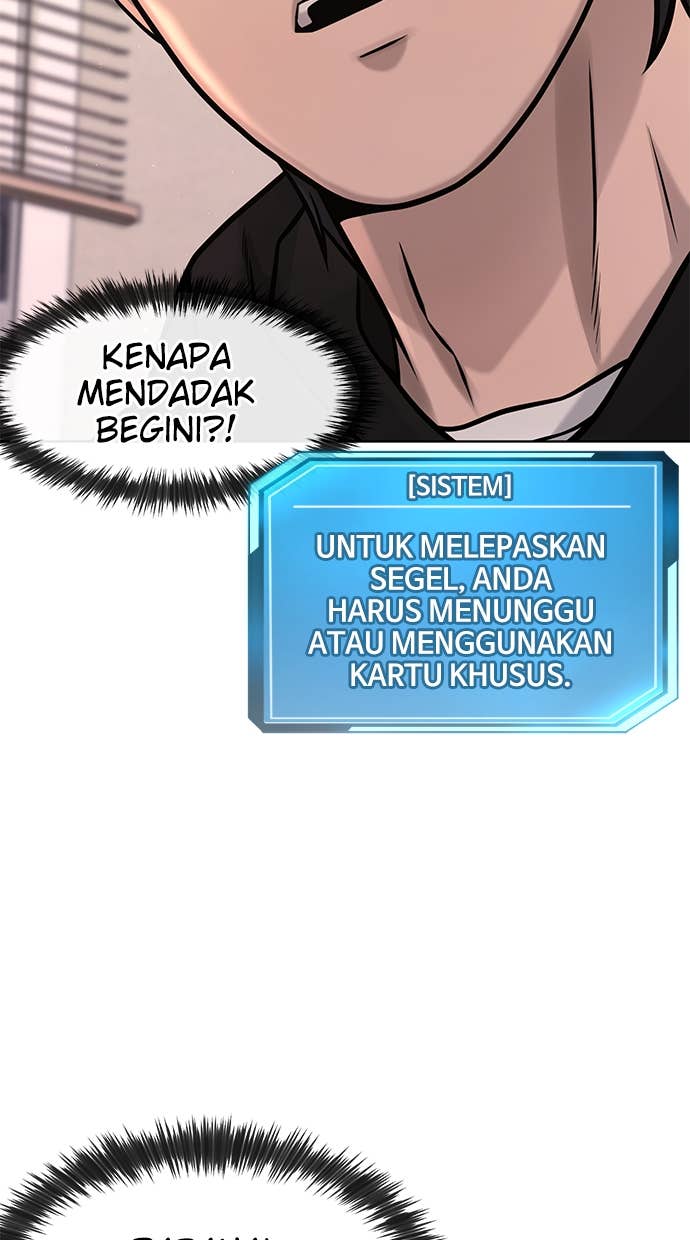 KENAPA
MENDADAK
BEGINI?!
[SISTEM]
UNTUK MELEPASKAN
SEGEL, ANDA
HARUS MENUNGGU
ATAU MENGGUNAKAN
KARTU KHUSUS.